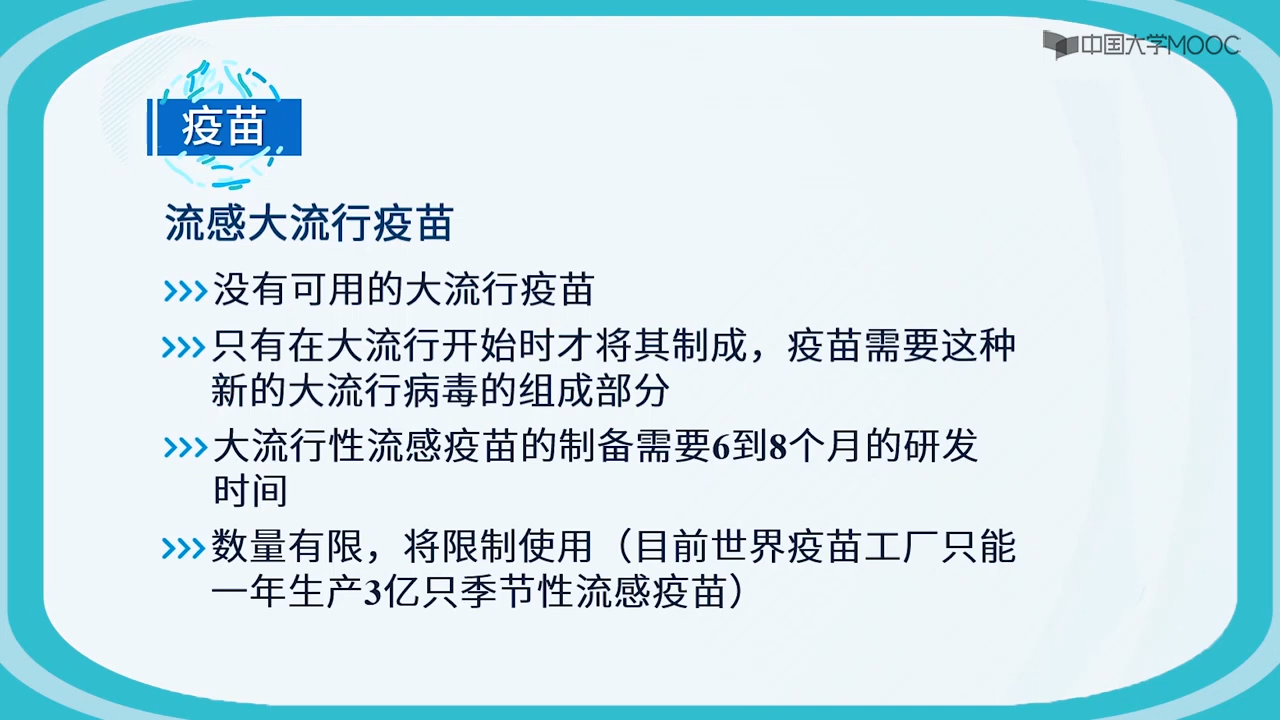 中国大学MOOC
疫苗
流感大流行疫苗
没有可用的大流行疫苗
只有在大流行开始时才将其制成，疫苗需要这种
新的大流行病毒的组成部分
大流行性流感疫苗的制备需要6到8个月的研发
时间
数量有限，将限制使用（目前世界疫苗工厂只能
一年生产3亿只季节性流感疫苗）